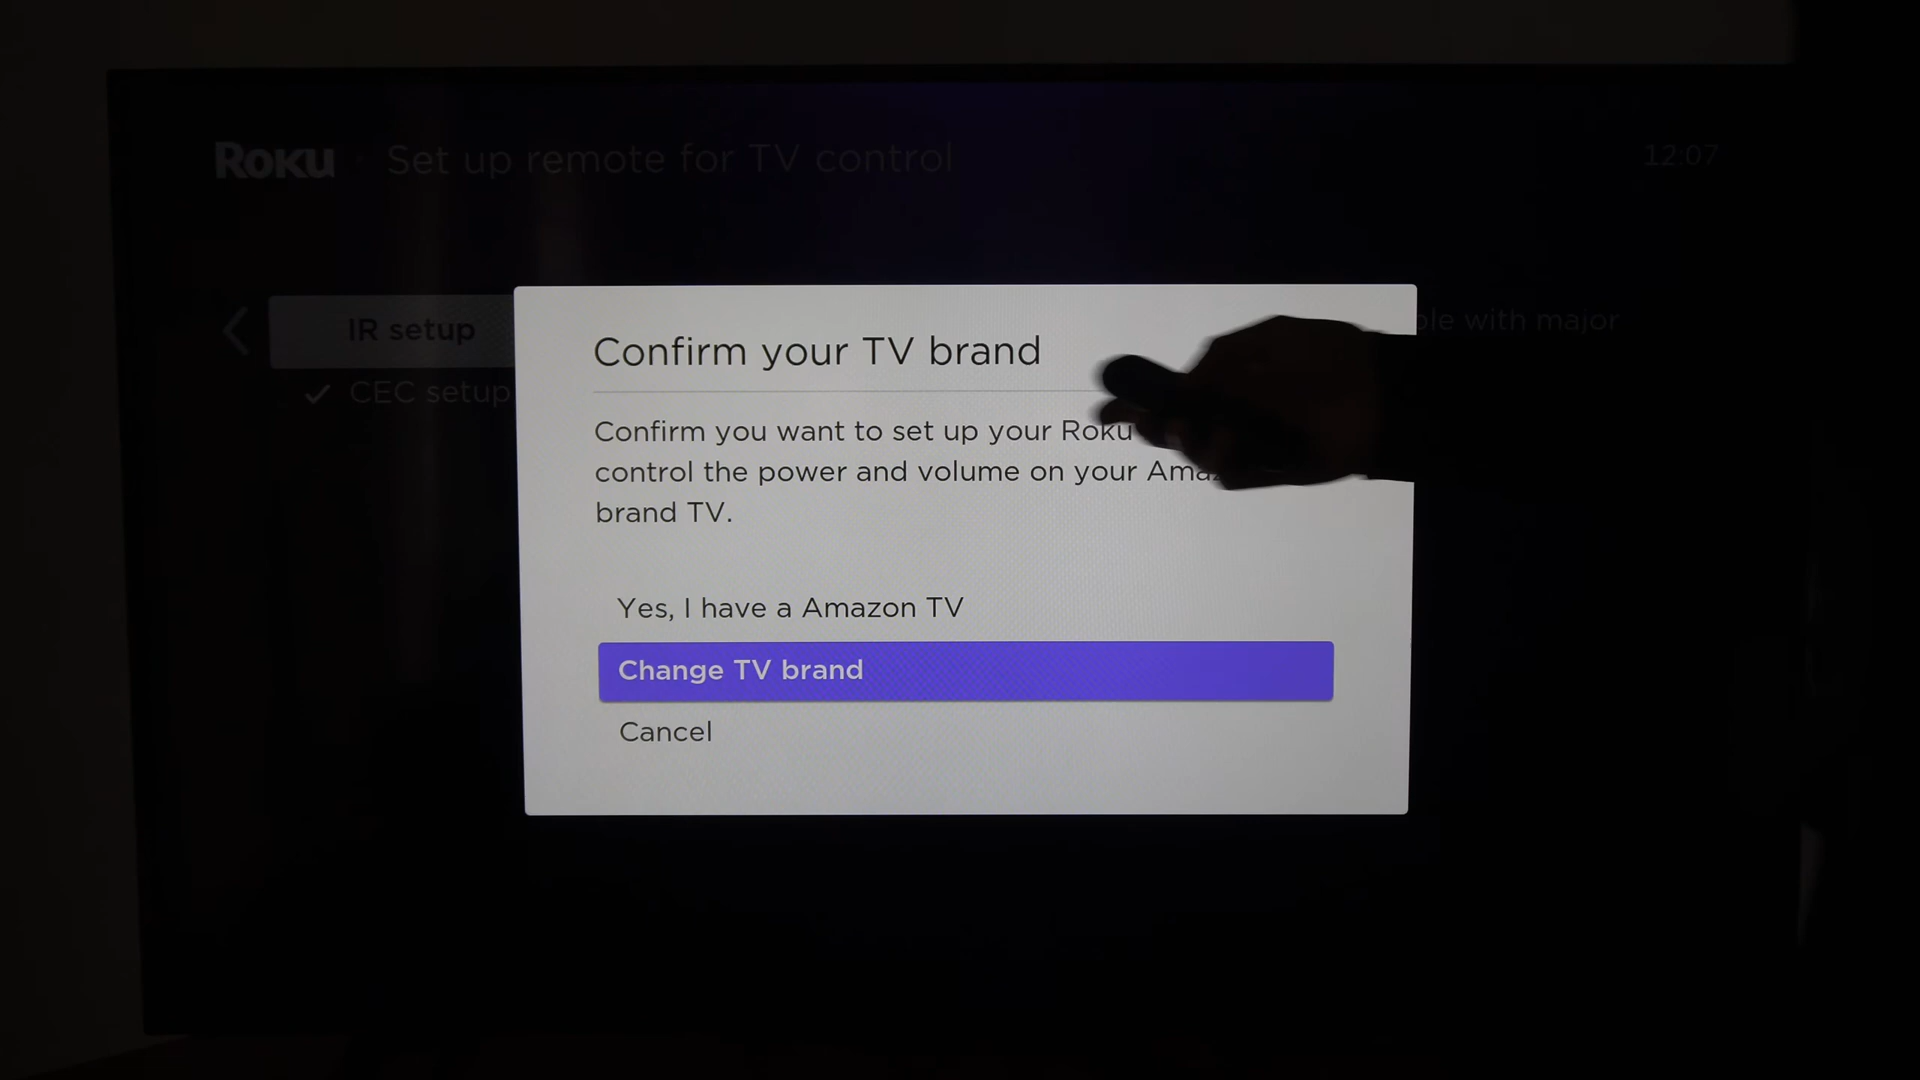 Roku Set up remote for TV control
12:07
IR setup
CEC setup
with major
Confirm your TV brand
Confirm you want to set up your Roku
control the power and volume on your
brand TV.
Yes, I have a Amazon TV
Change TV brand
Cancel